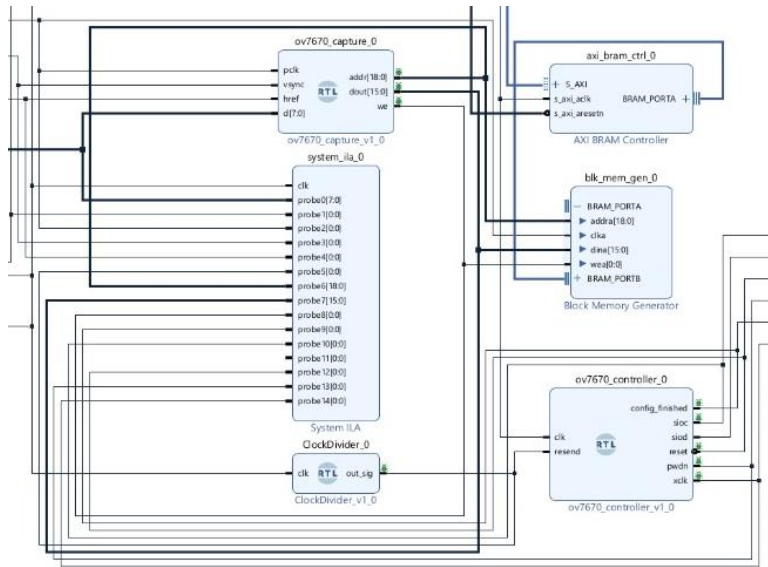 ov7670_capture_0
pclk
vsync
href
d[7:0]
RTL
addr[18:0]
dout[15:0]
we
ov7670_capture_v1_0
axi_bram_ctrl_0
S_AXI
s_axi_aclk
s_axi_aresetn
BRAM_PORTA
AXI BRAM Controller
system_ila_0
clk
probe0[7:0]
probe1[0:0]
probe2[0:0]
probe3[0:0]
probe4[0:0]
probe5[0:0]
probe6[18:0]
probe7[15:0]
probe8[0:0]
probe9[0:0]
probe10[0:0]
probe11[0:0]
probe12[0:0]
probe13[0:0]
probe14[0:0]
System ILA
blk_mem_gen_0
BRAM_PORTA
addra[18:0]
clka
dina[15:0]
wea[0:0]
BRAM_PORTB
Block Memory Generator
ClockDivider_0
clk
RTL
out_sig
ClockDivider_v1_0
ov7670_controller_0
clk
resend
RTL
config_finished
sioc
siod
reset
pwdn
xclk
ov7670_controller_v1_0